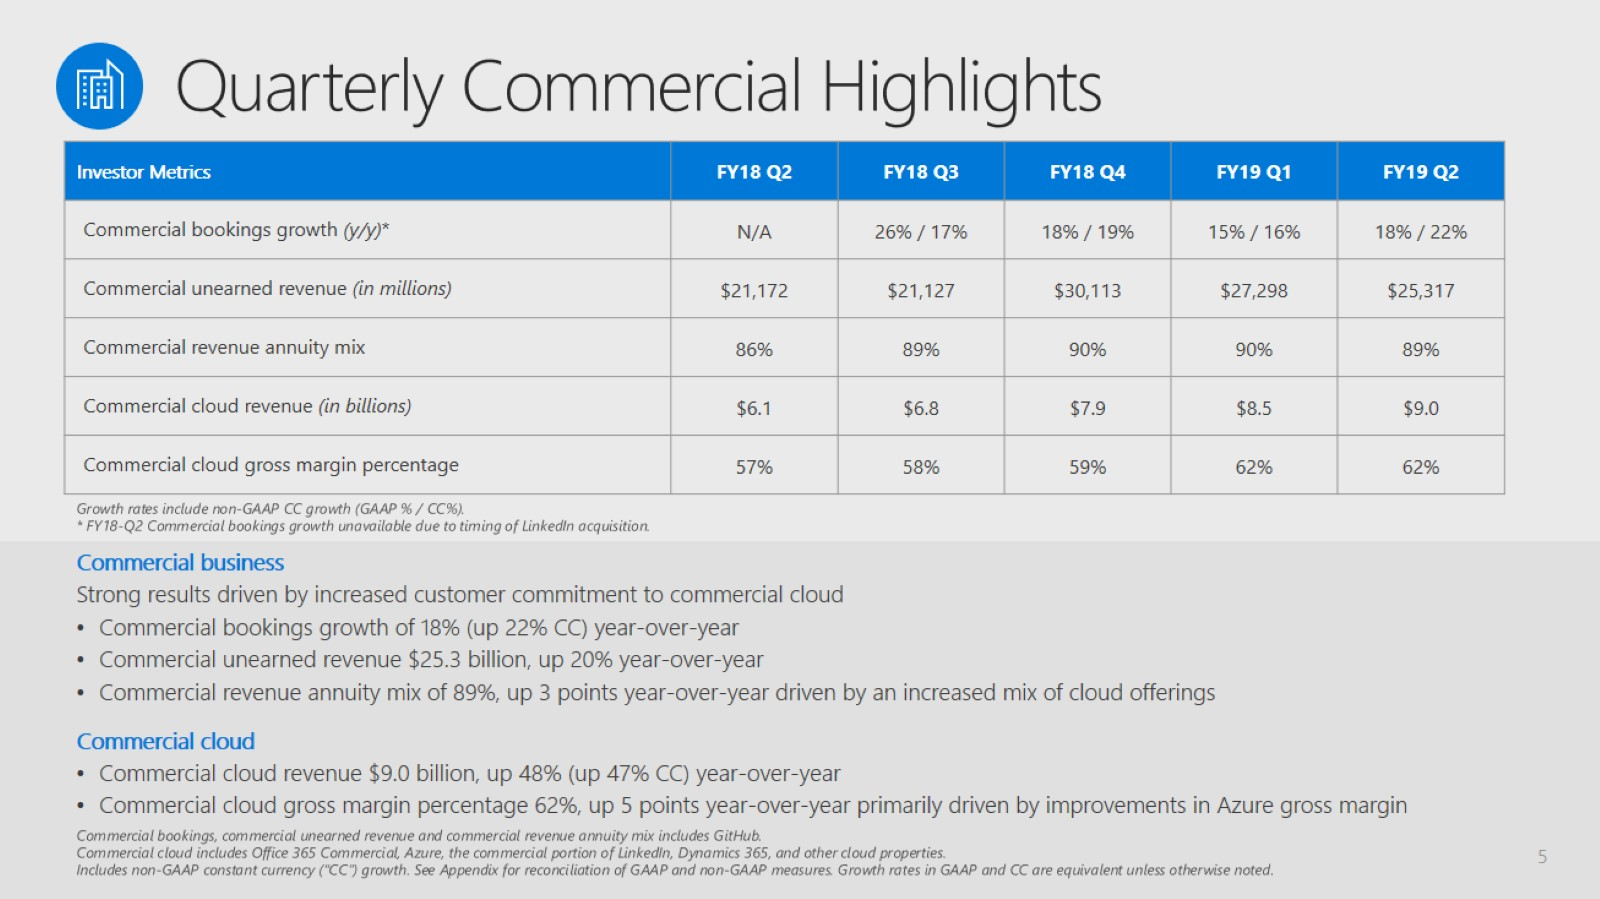 Quarterly Commercial Highlights
Investor Metrics FY18 Q2 FY18 Q3 FY18 Q4 FY19 Q1 FY19 Q2
Commercial bookings growth (y/y)* N/A 26% / 17% 18% / 19% 15% / 16% 18% / 22%
Commercial unearned revenue (in millions) $21,172 $21,127 $30,113 $27,298 $25,317
Commercial revenue annuity mix 86% 89% 90% 90% 89%
Commercial cloud revenue (in billions) $6.1 $6.8 $7.9 $8.5 $9.0
Commercial cloud gross margin percentage 57% 58% 59% 62% 62%
Growth rates include non-GAAP CC growth (GAAP % / CC%).
* FY18-Q2 Commercial bookings growth unavailable due to timing of LinkedIn acquisition.
Commercial business
Strong results driven by increased customer commitment to commercial cloud
• Commercial bookings growth of 18% (up 22% CC) year-over-year
• Commercial unearned revenue $25.3 billion, up 20% year-over-year
• Commercial revenue annuity mix of 89%, up 3 points year-over-year driven by an increased mix of cloud offerings
Commercial cloud
• Commercial cloud revenue $9.0 billion, up 48% (up 47% CC) year-over-year
• Commercial cloud gross margin percentage 62%, up 5 points year-over-year primarily driven by improvements in Azure gross margin
Commercial bookings, commercial unearned revenue and commercial revenue annuity mix includes GitHub.
Commercial cloud includes Office 365 Commercial, Azure, the commercial portion of LinkedIn, Dynamics 365, and other cloud properties.
Includes non-GAAP constant currency ("CC") growth. See Appendix for reconciliation of GAAP and non-GAAP measures. Growth rates in GAAP and CC are equivalent unless otherwise noted.
5